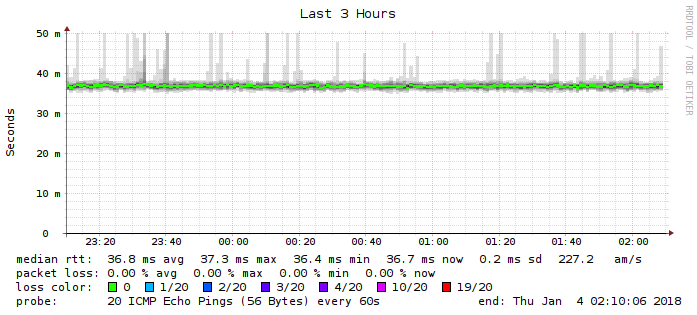 Last 3 Hours
RRDTOOL / TOBI OETIKER
Seconds
50 m
40 m
30 m
20 m
10 m
0
23:20 23:40 00:00 00:20 00:40 01:00 01:20 01:40 02:00
median rtt: 36.8 ms avg 37.3 ms max 36.4 ms min 36.7 ms now 0.2 ms sd 227.2 am/s
packet loss: 0.00 % avg 0.00 % max 0.00 % min 0.00 % now
loss color: 0 1/20 2/20 3/20 4/20 10/20 19/20
probe: 20 ICMP Echo Pings (56 Bytes) every 60s end: Thu Jan 4 02:10:06 2018